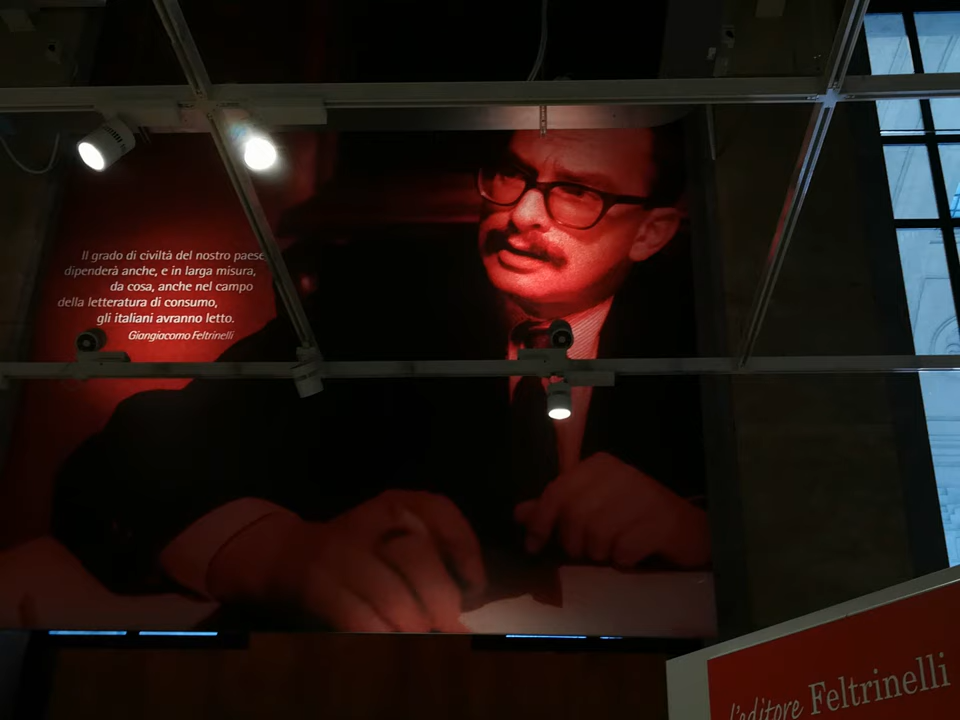 Il grado di civiltà del nostro paese
dipenderà anche, e in larga misura,
da cosa, anche nel campo
della letteratura di consumo,
gli italiani avranno letto.
Giangiacomo Feltrinelli
l'editore Feltrinelli